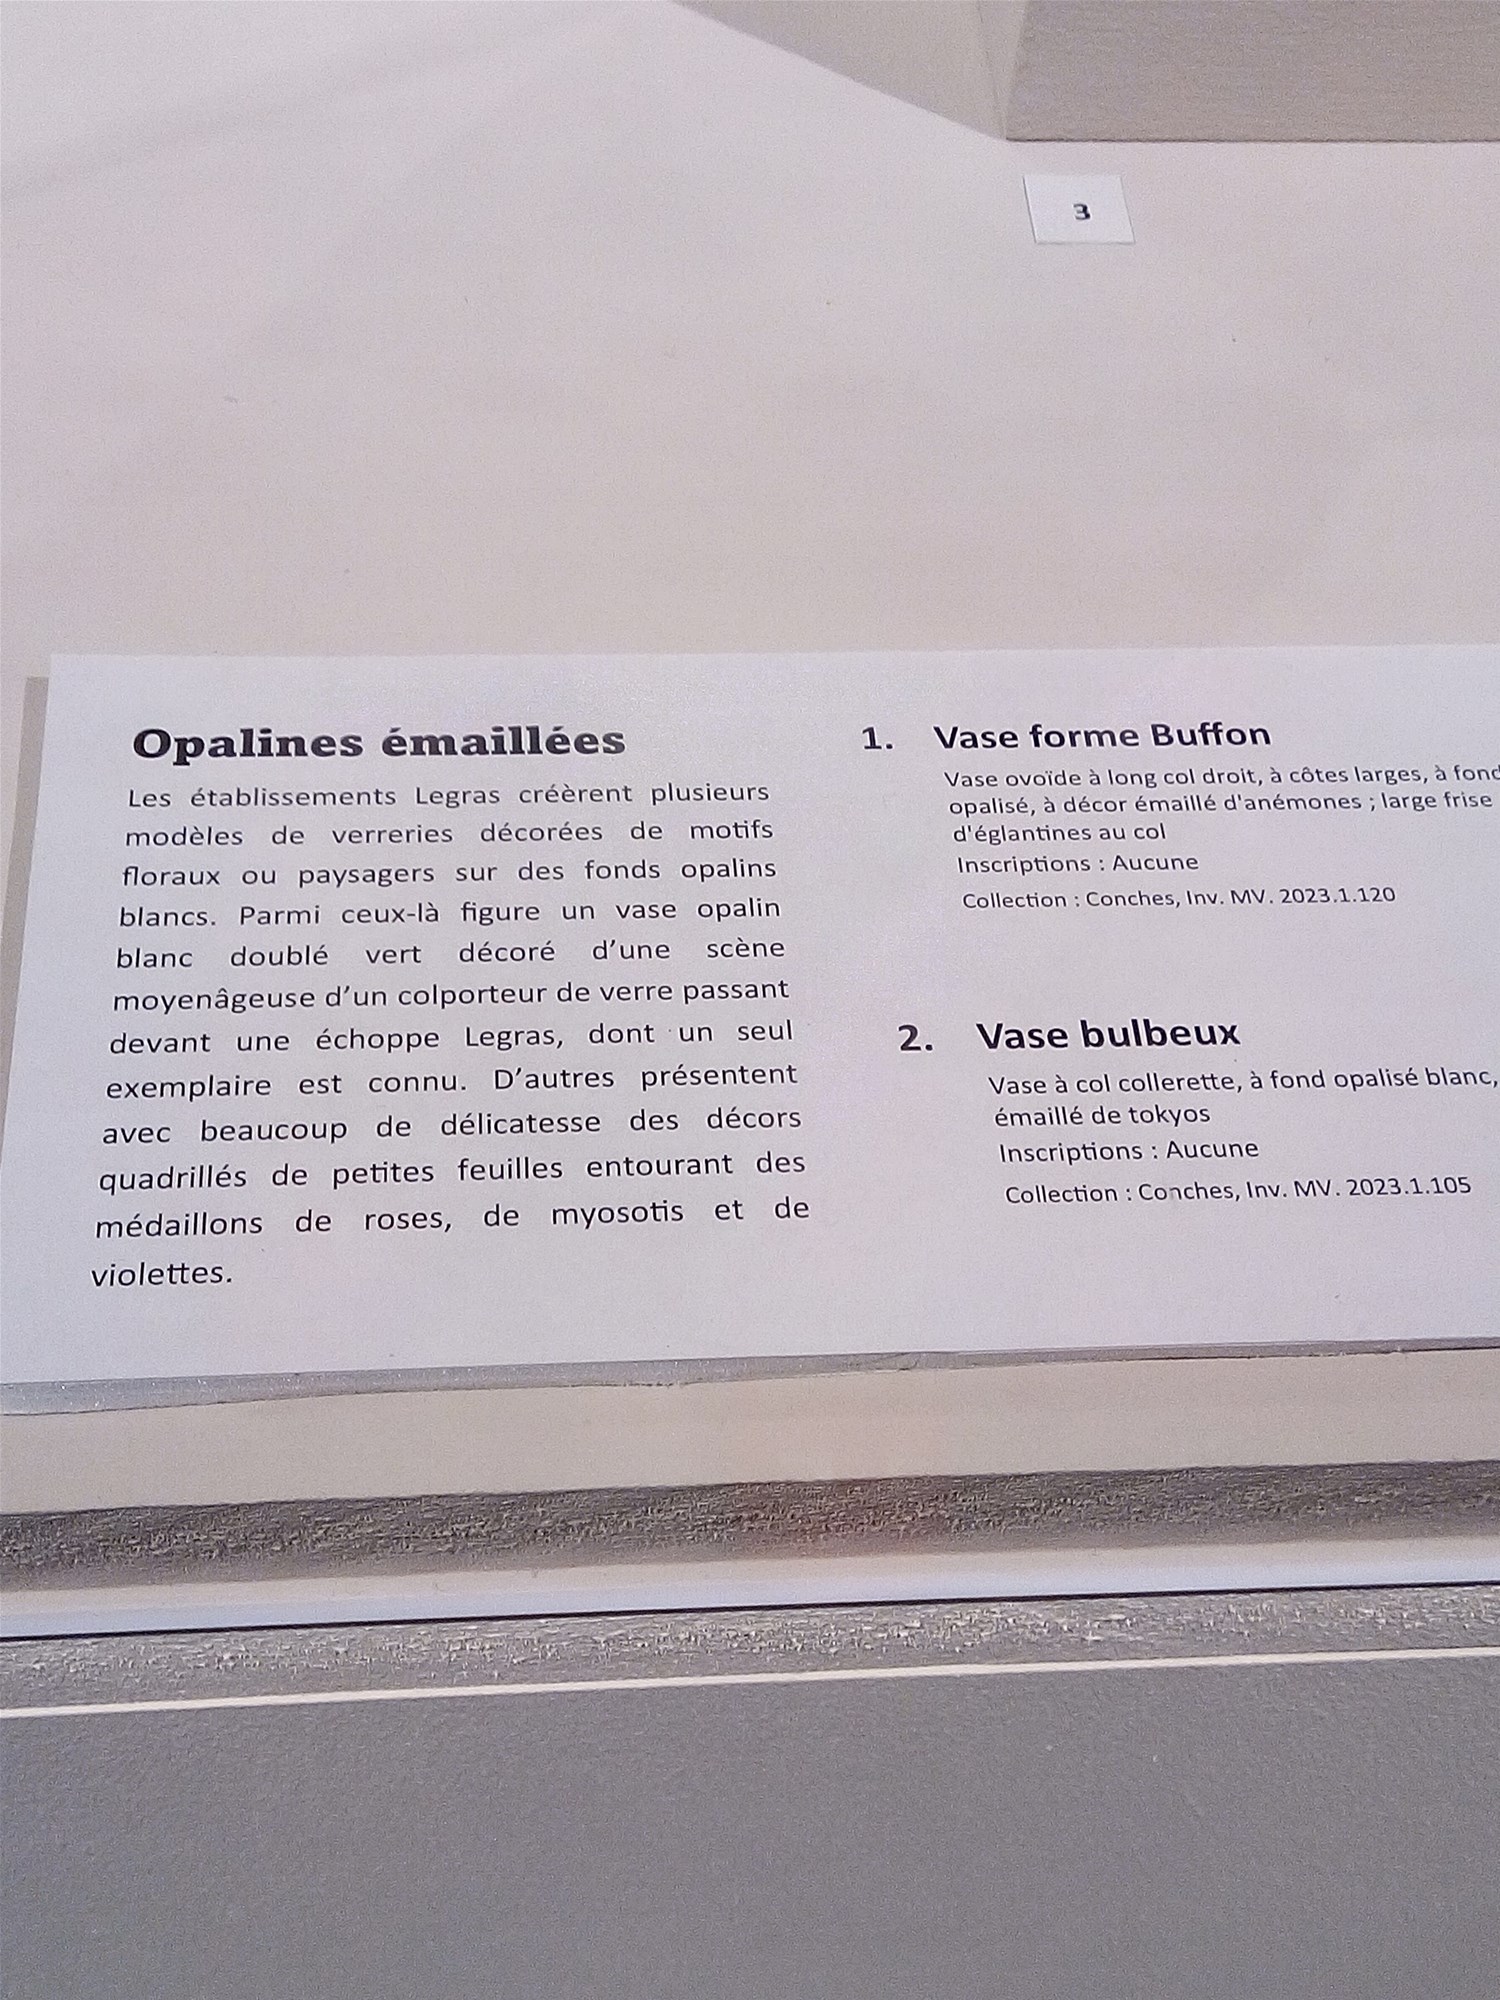 3
Opalines émaillées
Les établissements Legras créèrent plusieurs
modèles de verreries décorées de motifs
floraux ou paysagers sur des fonds opalins
blancs. Parmi ceux-là figure un vase opalin
blanc doublé vert décoré d’une scène
moyenâgeuse d’un colporteur de verre passant
devant une échoppe Legras, dont un seul
exemplaire est connu. D’autres présentent
avec beaucoup de délicatesse des décors
quadrillés de petites feuilles entourant des
médaillons de roses, de myosotis et de
violettes.
1. Vase forme Buffon
Vase ovoïde à long col droit, à côtes larges, à fond
opalisé, à décor émaillé d'anémones ; large frise
d'églantines au col
Inscriptions : Aucune
Collection : Conches, Inv. MV. 2023.1.120
2. Vase bulbeux
Vase à col collerette, à fond opalisé blanc,
émaillé de tokyos
Inscriptions : Aucune
Collection : Conches, Inv. MV. 2023.1.105